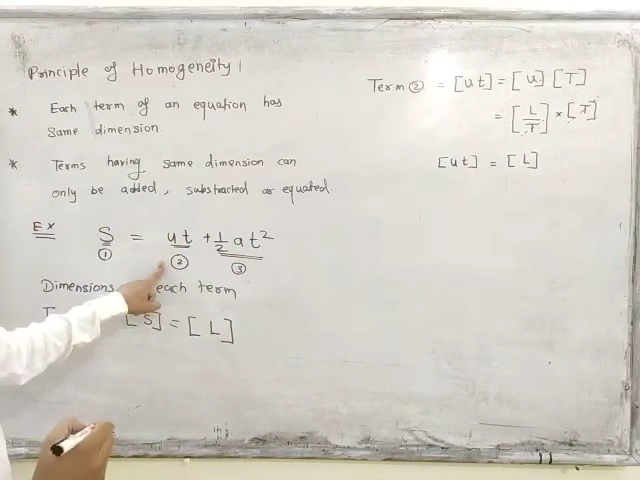 Principle of Homogeneity !
* Each term of an equation has
same dimension.
* Terms having same dimension can
only be added, substracted or equated.
Ex S = ut + 1/2 at²
① ② ③
Dimensions each term
[S] = [L]
Term ② = [ut] = [u] [T]
= [L/T] × [T]
[ut] = [L]